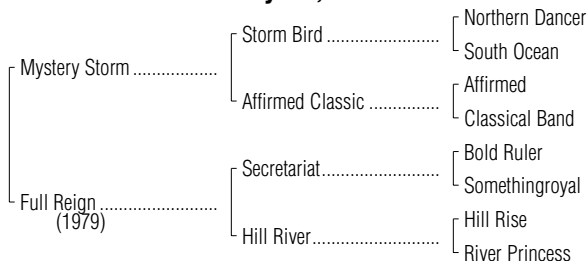 Northern Dancer
Storm Bird ....................
South Ocean
Mystery Storm ..................
Affirmed
Affirmed Classic .............
Classical Band
Bold Ruler
Secretariat.....................
Somethingroyal
Full Reign .........................
(1979)
Hill Rise
Hill River.......................
River Princess